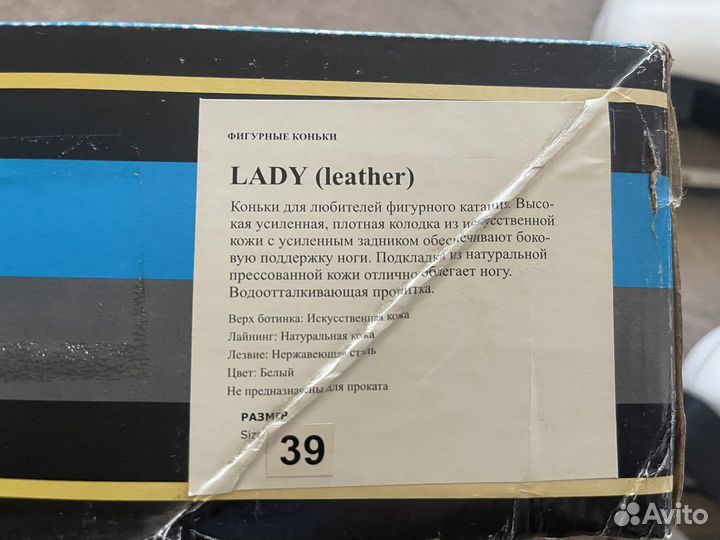 ФИГУРНЫЕ КОНЬКИ
LADY (leather)
Коньки для любителей фигурного катания. Высо-
кая усиленная, плотная колодка из искусственной
кожи с усиленным задником обеспечивают боко-
вую поддержку ноги. Подкладка из натуральной
прессованной кожи отлично облегает ногу.
Водоотталкивающая пропитка.
Верх ботинка: Искусственная кожа
Лайнинг: Натуральная кожа
Лезвие: Нержавеющая сталь
Цвет: Белый
Не предназначены для проката
РАЗМЕР
Size
39
Avito